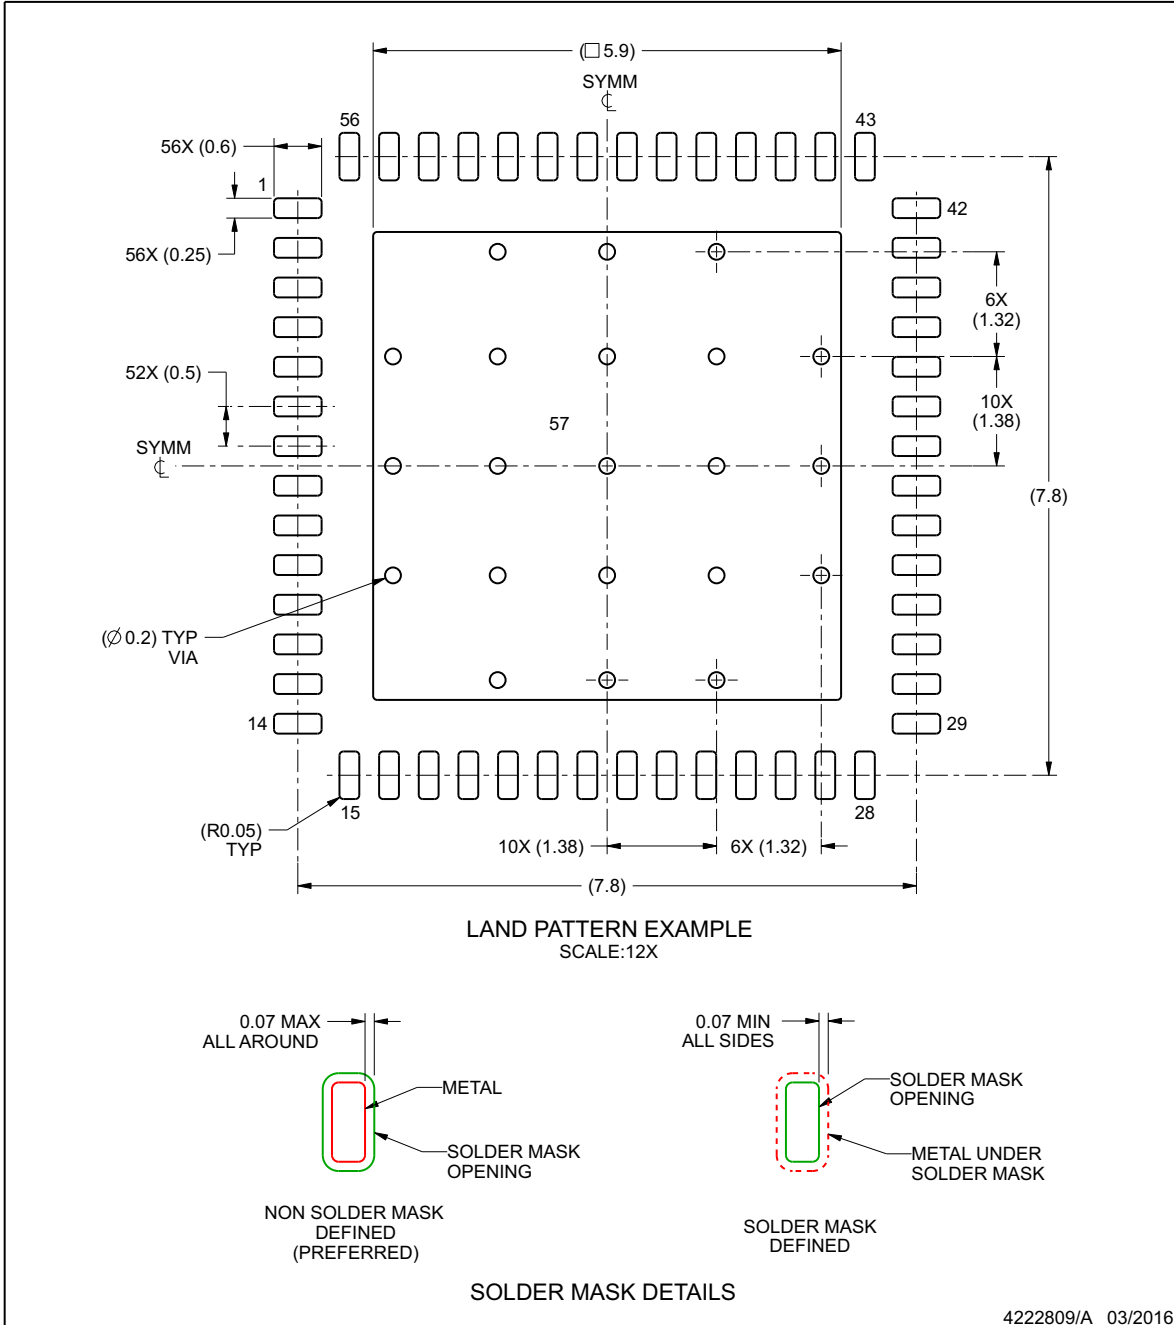 (□ 5.9)
SYMM
℄
56
43
56X (0.6)
1
42
56X (0.25)
6X
(1.32)
52X (0.5)
10X
(1.38)
57
SYMM
℄
(7.8)
(Ø 0.2) TYP
VIA
14
29
15
28
(R0.05)
TYP
10X (1.38)
6X (1.32)
(7.8)
LAND PATTERN EXAMPLE
SCALE:12X
0.07 MAX
ALL AROUND
METAL
SOLDER MASK
OPENING
NON SOLDER MASK
DEFINED
(PREFERRED)
0.07 MIN
ALL SIDES
SOLDER MASK
OPENING
METAL UNDER
SOLDER MASK
SOLDER MASK
DEFINED
SOLDER MASK DETAILS
4222809/A 03/2016